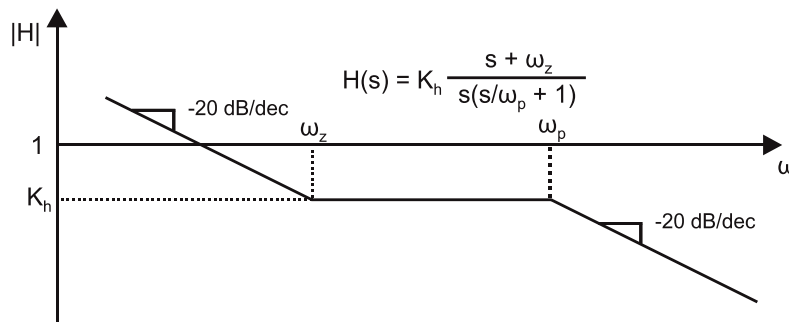 |H|
H(s) = K_h (s + ω_z) / (s(s/ω_p + 1))
-20 dB/dec
ω_z
ω_p
1
ω
K_h
-20 dB/dec